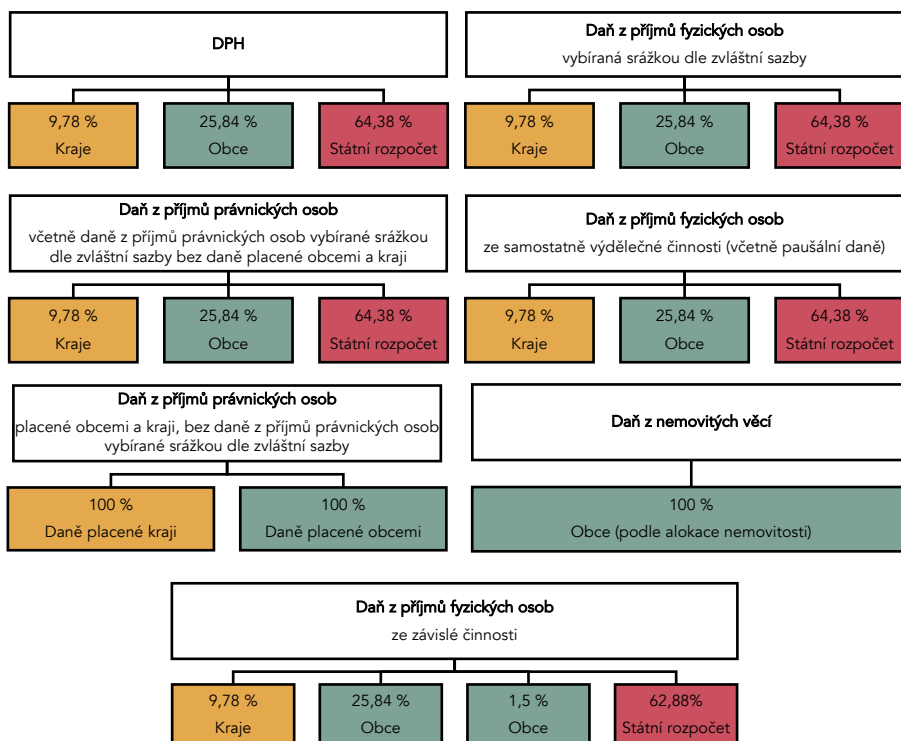 DPH
9,78 %
Kraje
25,84 %
Obce
64,38 %
Státní rozpočet
Daň z příjmů fyzických osob
vybíraná srážkou dle zvláštní sazby
9,78 %
Kraje
25,84 %
Obce
64,38 %
Státní rozpočet
Daň z příjmů právnických osob
včetně daně z příjmů právnických osob vybírané srážkou
dle zvláštní sazby bez daně placené obcemi a kraji
9,78 %
Kraje
25,84 %
Obce
64,38 %
Státní rozpočet
Daň z příjmů fyzických osob
ze samostatně výdělečné činnosti (včetně paušální daně)
9,78 %
Kraje
25,84 %
Obce
64,38 %
Státní rozpočet
Daň z příjmů právnických osob
placené obcemi a kraji, bez daně z příjmů právnických osob
vybírané srážkou dle zvláštní sazby
100 %
Daně placené kraji
100 %
Daně placené obcemi
Daň z nemovitých věcí
100 %
Obce (podle alokace nemovitosti)
Daň z příjmů fyzických osob
ze závislé činnosti
9,78 %
Kraje
25,84 %
Obce
1,5 %
Obce
62,88%
Státní rozpočet